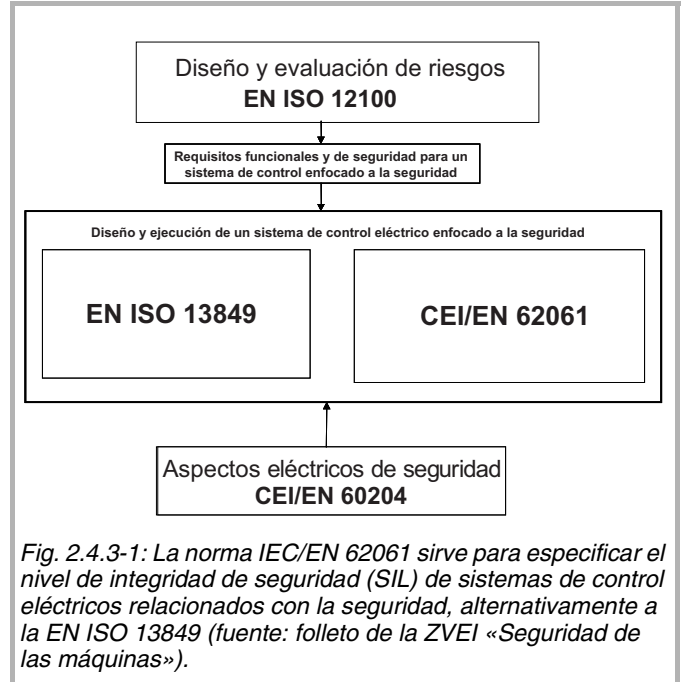 Diseño y evaluación de riesgos
EN ISO 12100
Requisitos funcionales y de seguridad para un
sistema de control enfocado a la seguridad
Diseño y ejecución de un sistema de control eléctrico enfocado a la seguridad
EN ISO 13849
CEI/EN 62061
Aspectos eléctricos de seguridad
CEI/EN 60204
Fig. 2.4.3-1: La norma IEC/EN 62061 sirve para especificar el
nivel de integridad de seguridad (SIL) de sistemas de control
eléctricos relacionados con la seguridad, alternativamente a
la EN ISO 13849 (fuente: folleto de la ZVEI «Seguridad de
las máquinas»).